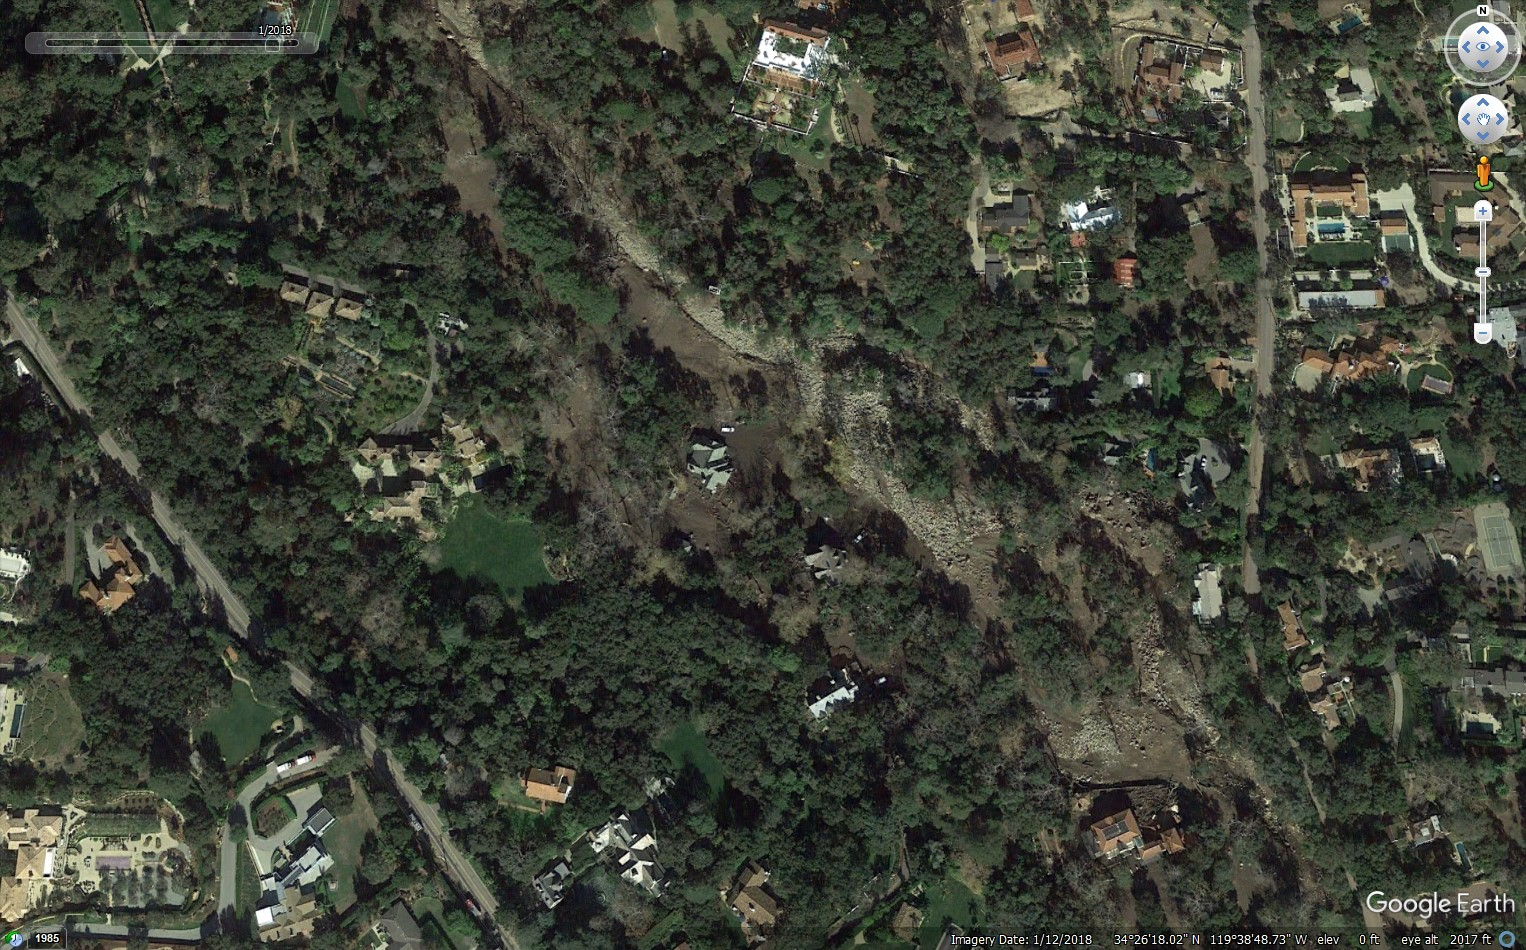 1/2018
N
Google Earth
1985
Imagery Date: 1/12/2018 34°26'18.02" N 119°38'48.73" W elev 0 ft eye alt 2017 ft